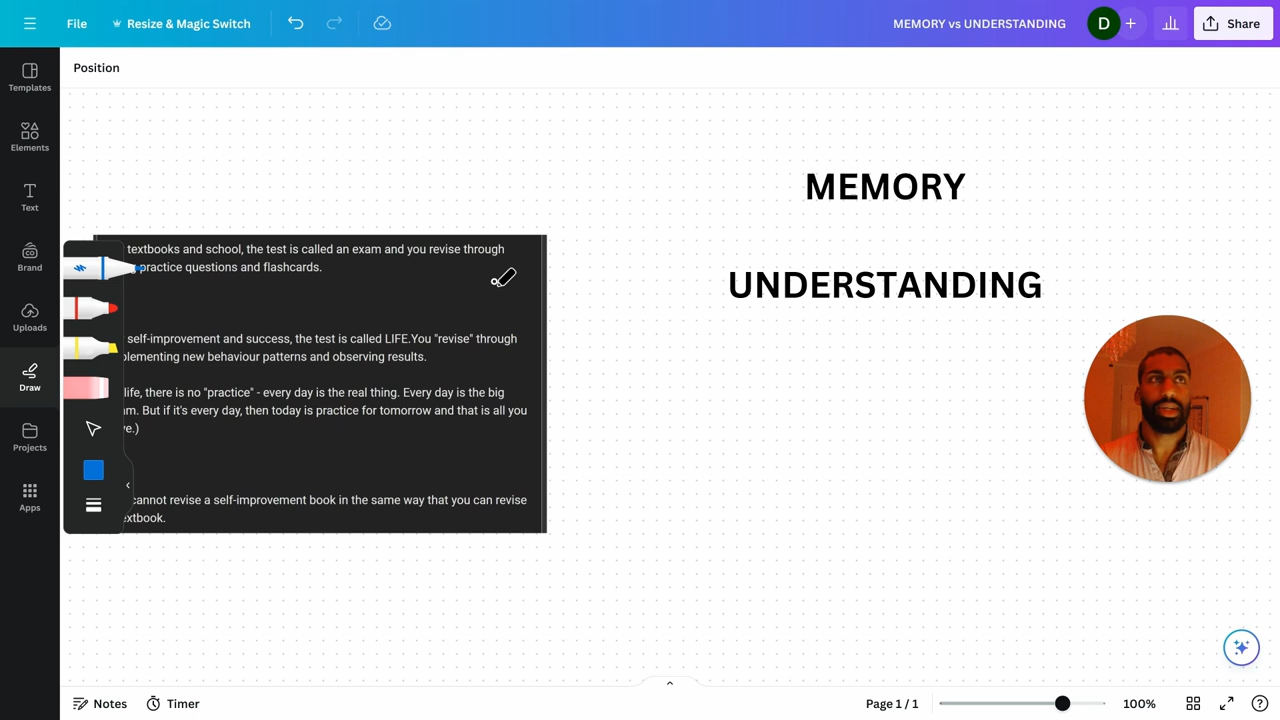 File
Resize & Magic Switch
MEMORY vs UNDERSTANDING
D
Share
Position
Templates
Elements
Text
Brand
Uploads
Draw
Projects
Apps
textbooks and school, the test is called an exam and you revise through
practice questions and flashcards.
self-improvement and success, the test is called LIFE.You "revise" through
plementing new behaviour patterns and observing results.
life, there is no "practice" - every day is the real thing. Every day is the big
m. But if it's every day, then today is practice for tomorrow and that is all you
ve.)
cannot revise a self-improvement book in the same way that you can revise
extbook.
MEMORY
UNDERSTANDING
Notes
Timer
Page 1 / 1
100%